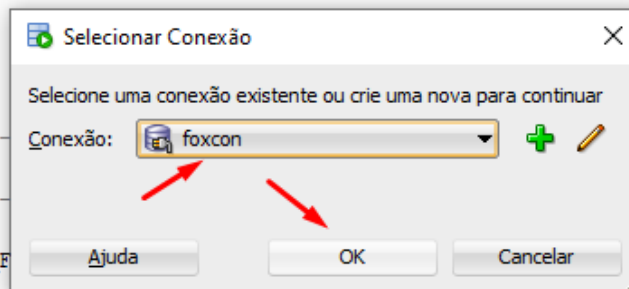 Selecionar Conexão
Selecione uma conexão existente ou crie uma nova para continuar
Conexão: foxcon
F
Ajuda OK Cancelar